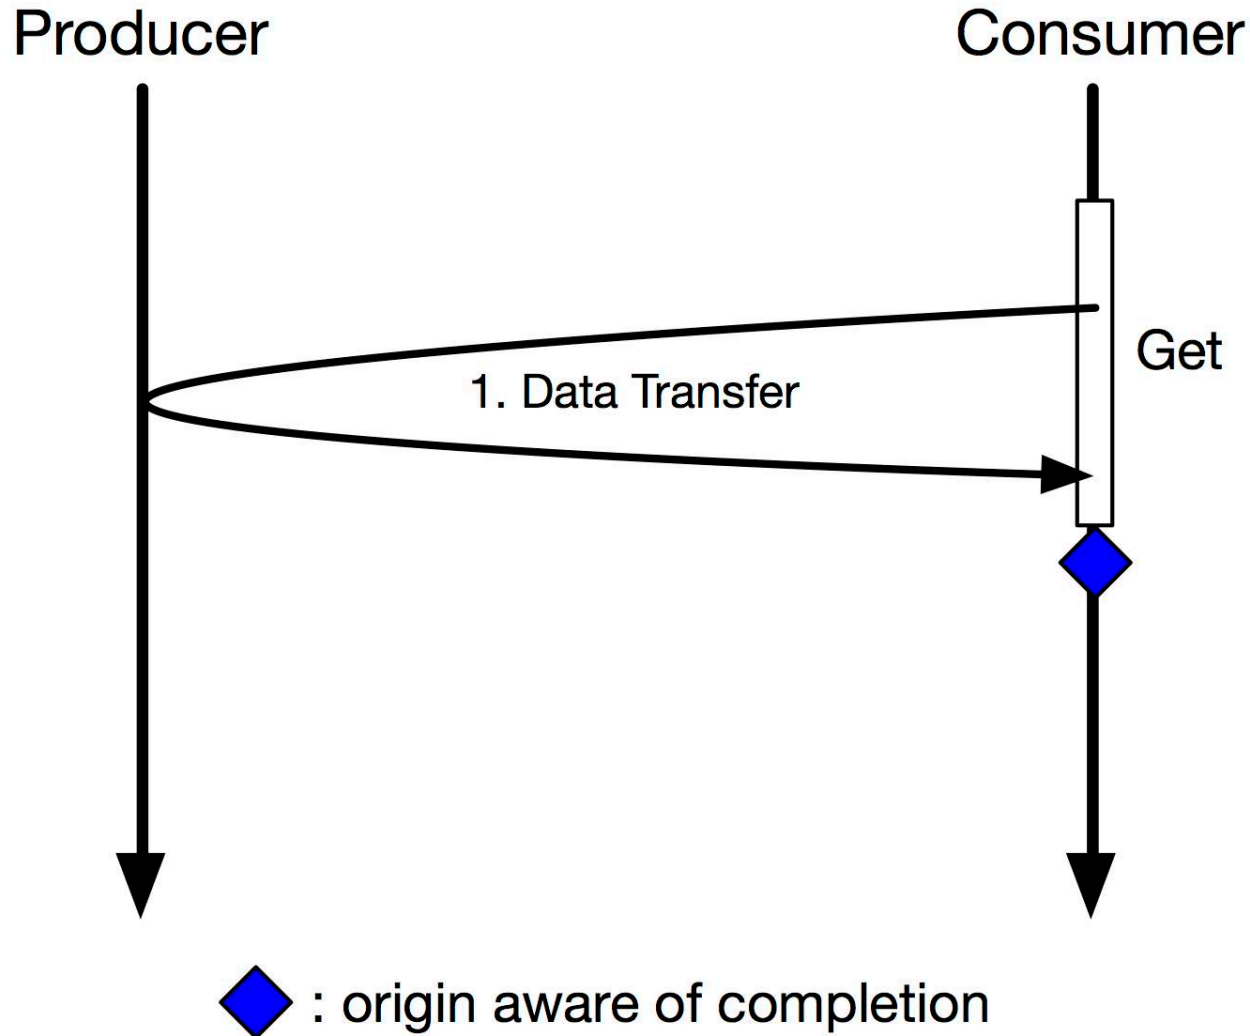 Producer
Consumer
Get
1. Data Transfer
: origin aware of completion